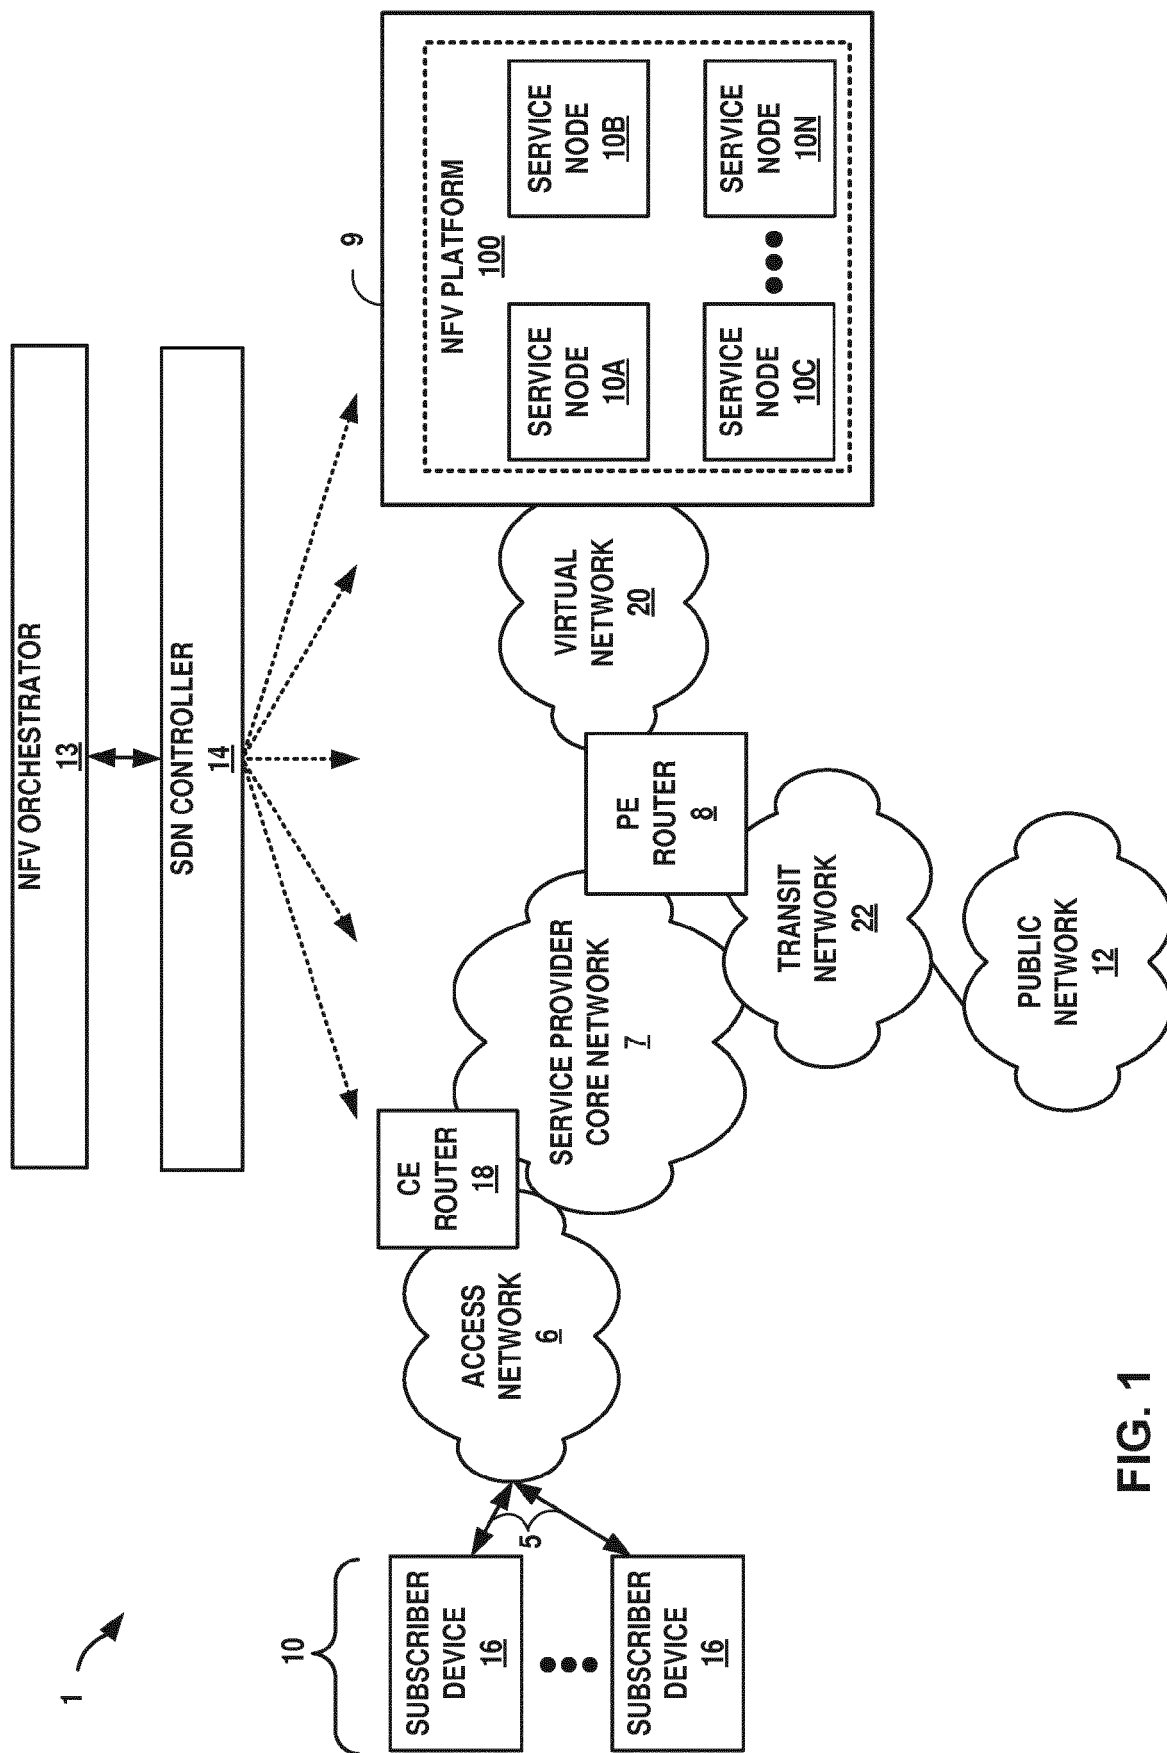 1
NFV ORCHESTRATOR
13
SDN CONTROLLER
14
10
SUBSCRIBER
DEVICE
16
SUBSCRIBER
DEVICE
16
5
ACCESS
NETWORK
6
CE
ROUTER
18
SERVICE PROVIDER
CORE NETWORK
7
PE
ROUTER
8
VIRTUAL
NETWORK
20
9
NFV PLATFORM
100
SERVICE
NODE
10A
SERVICE
NODE
10B
SERVICE
NODE
10C
SERVICE
NODE
10N
TRANSIT
NETWORK
22
PUBLIC
NETWORK
12
FIG. 1